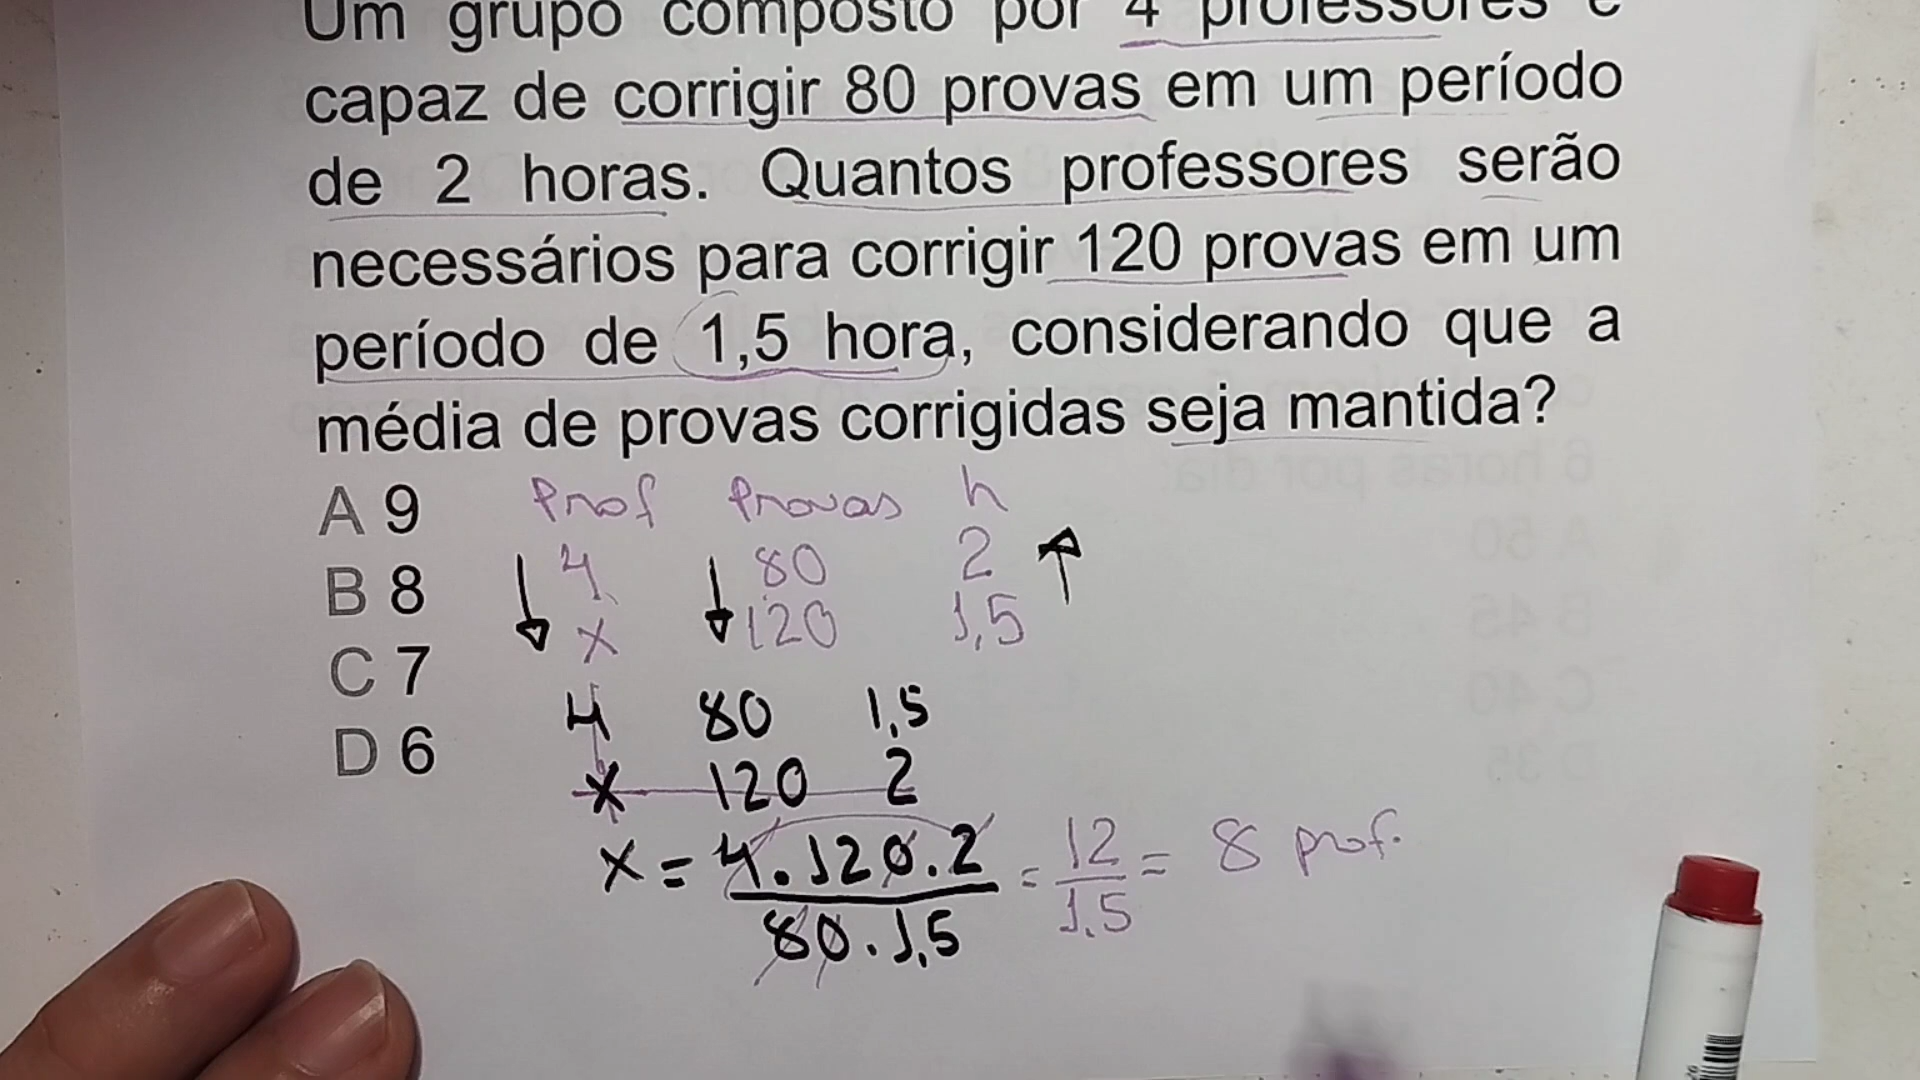 Um grupo composto por 4 professores é
capaz de corrigir 80 provas em um período
de 2 horas. Quantos professores serão
necessários para corrigir 120 provas em um
período de 1,5 hora, considerando que a
média de provas corrigidas seja mantida?
A 9
B 8
C 7
D 6
Prof Provas h
4 80 2
x 120 1,5
4 80 1,5
x 120 2
x = 4.120.2 / 80.1,5 = 12 / 1,5 = 8 prof.